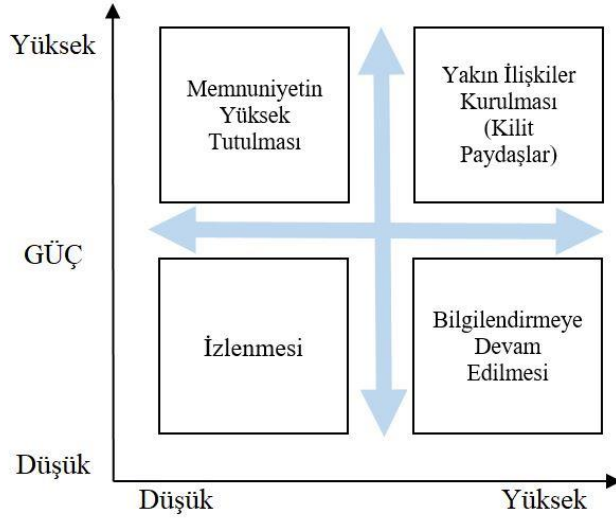 Yüksek
Memnuniyetin
Yüksek
Tutulması
Yakın İlişkiler
Kurulması
(Kilit
Paydaşlar)
GÜÇ
İzlenmesi
Bilgilendirmeye
Devam
Edilmesi
Düşük
Düşük
Yüksek